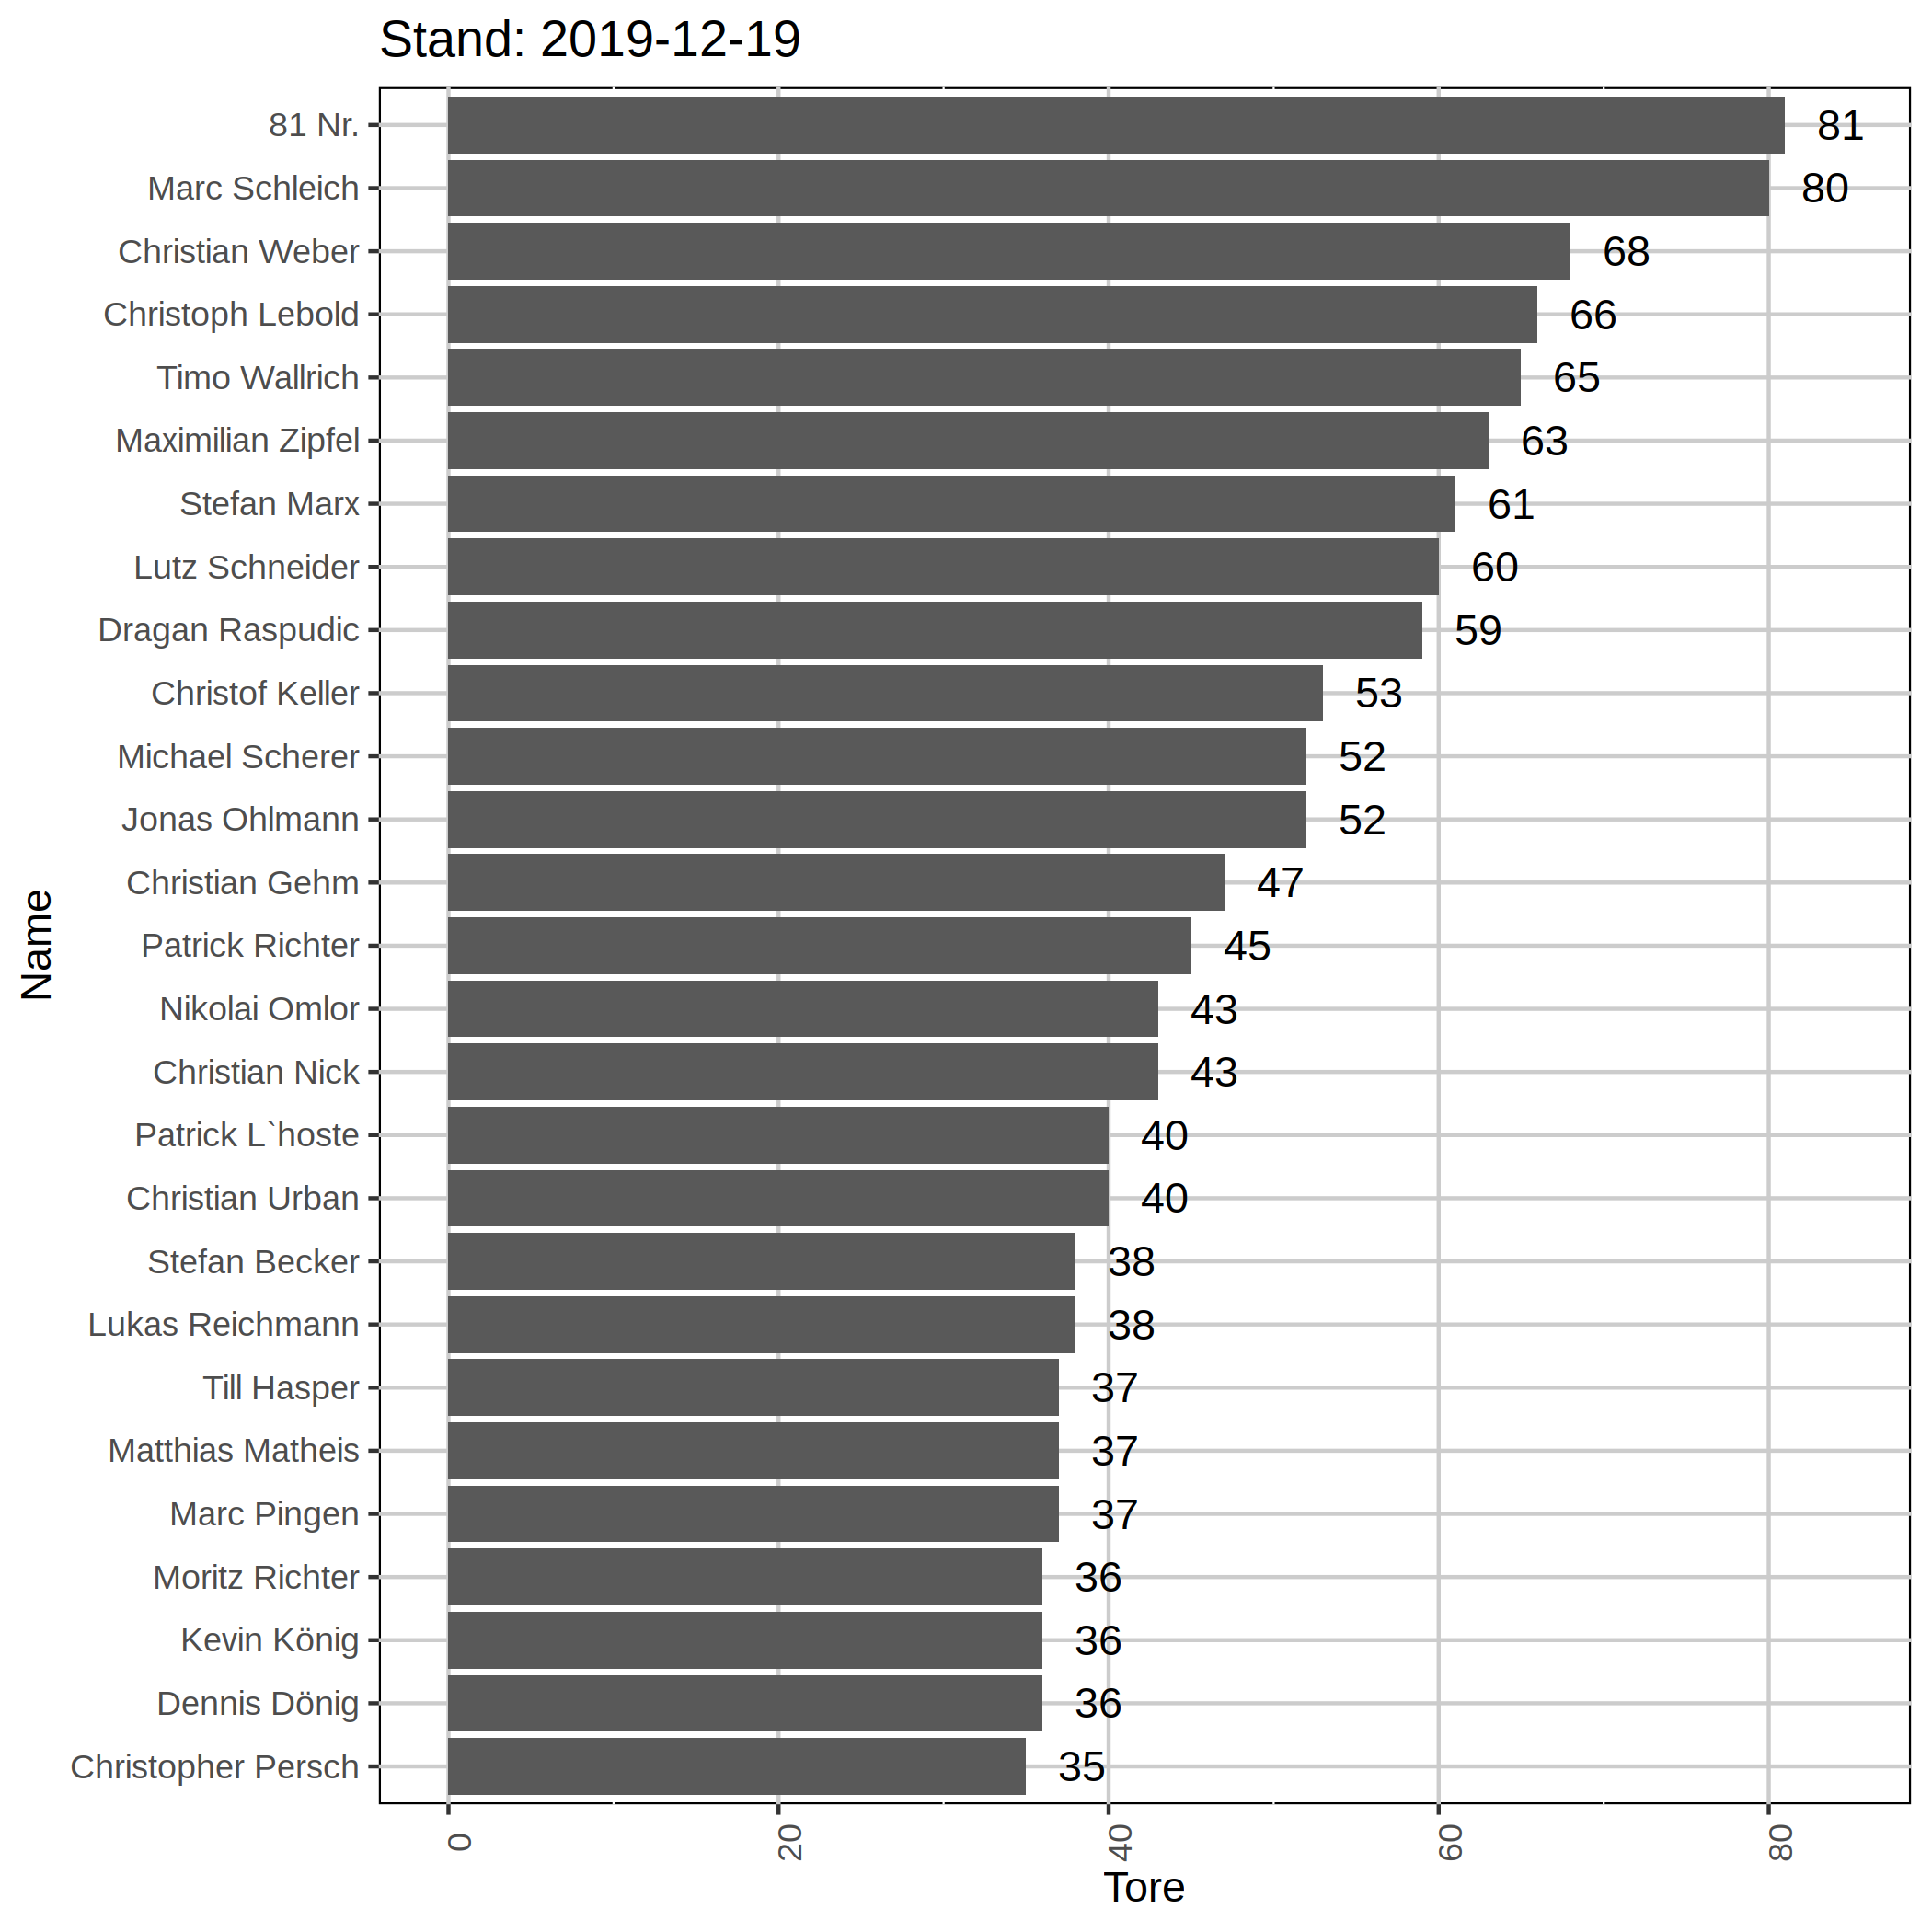 Stand: 2019-12-19
81 Nr. 81
Marc Schleich 80
Christian Weber 68
Christoph Lebold 66
Timo Wallrich 65
Maximilian Zipfel 63
Stefan Marx 61
Lutz Schneider 60
Dragan Raspudic 59
Christof Keller 53
Michael Scherer 52
Jonas Ohlmann 52
Christian Gehm 47
Patrick Richter 45
Nikolai Omlor 43
Christian Nick 43
Patrick L`hoste 40
Christian Urban 40
Stefan Becker 38
Lukas Reichmann 38
Till Hasper 37
Matthias Matheis 37
Marc Pingen 37
Moritz Richter 36
Kevin König 36
Dennis Dönig 36
Christopher Persch 35
Name
0 20 40 60 80
Tore